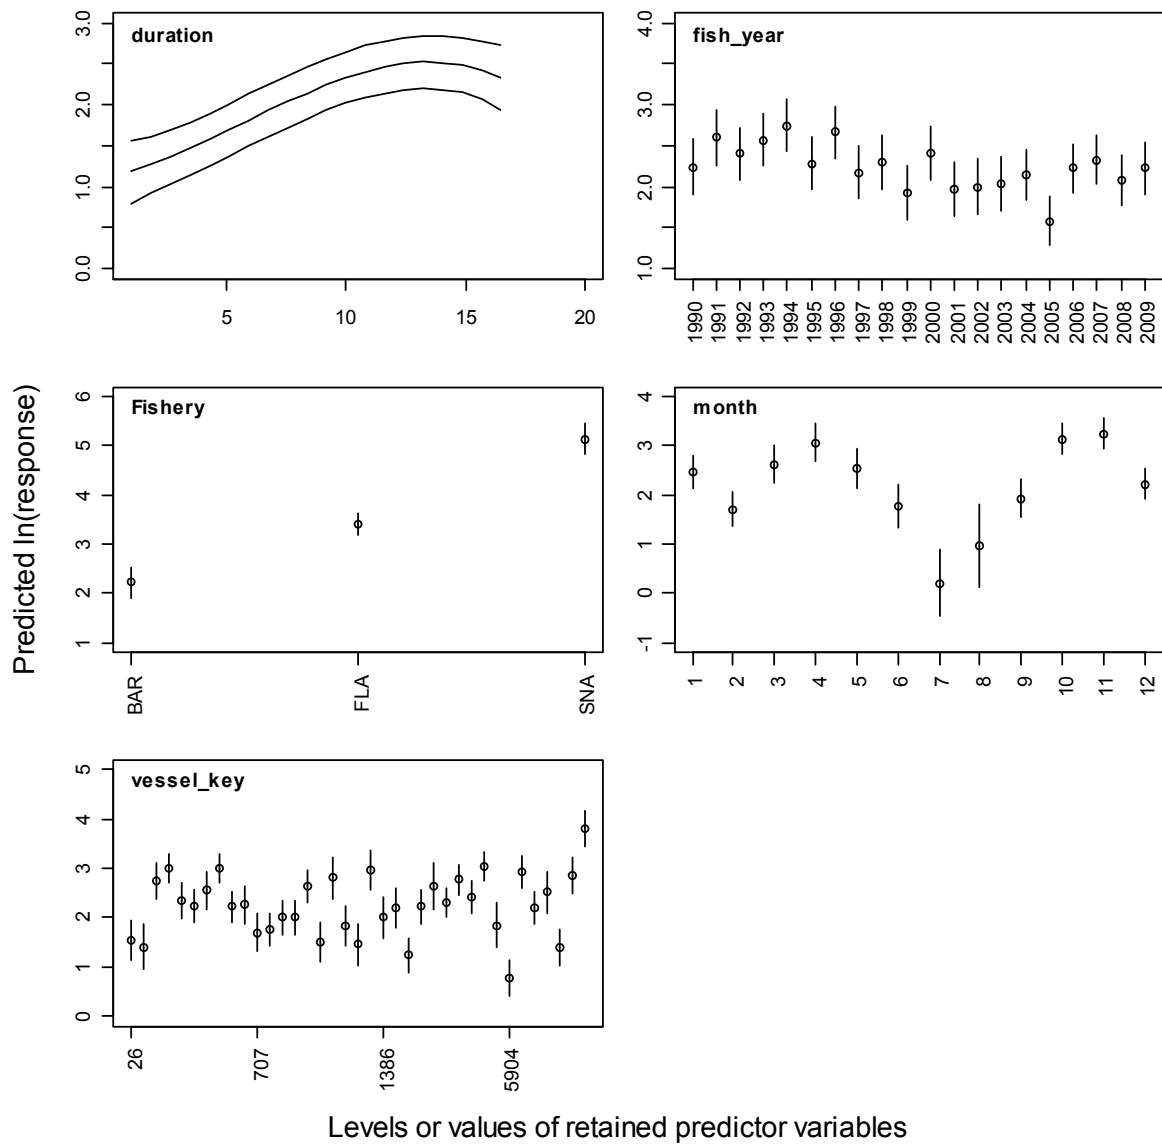 duration
0.0 1.0 2.0 3.0
5 10 15 20
fish_year
1.0 2.0 3.0 4.0
1990 1991 1992 1993 1994 1995 1996 1997 1998 1999 2000 2001 2002 2003 2004 2005 2006 2007 2008 2009
Predicted ln(response)
Fishery
1 2 3 4 5 6
BAR FLA SNA
month
-1 0 1 2 3 4
1 2 3 4 5 6 7 8 9 10 11 12
vessel_key
0 1 2 3 4 5
26 707 1386 5904
Levels or values of retained predictor variables